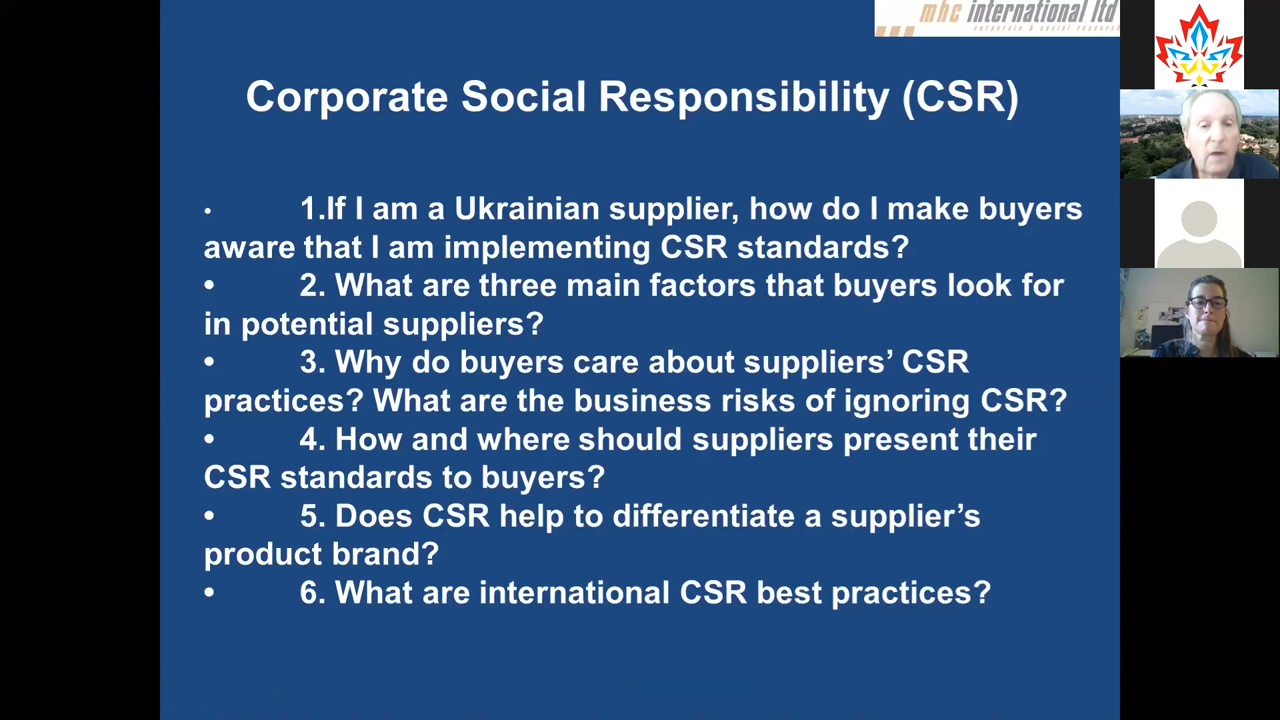 mhc international ltd
Corporate Social Responsibility (CSR)
• 1.If I am a Ukrainian supplier, how do I make buyers
aware that I am implementing CSR standards?
• 2. What are three main factors that buyers look for
in potential suppliers?
• 3. Why do buyers care about suppliers’ CSR
practices? What are the business risks of ignoring CSR?
• 4. How and where should suppliers present their
CSR standards to buyers?
• 5. Does CSR help to differentiate a supplier’s
product brand?
• 6. What are international CSR best practices?